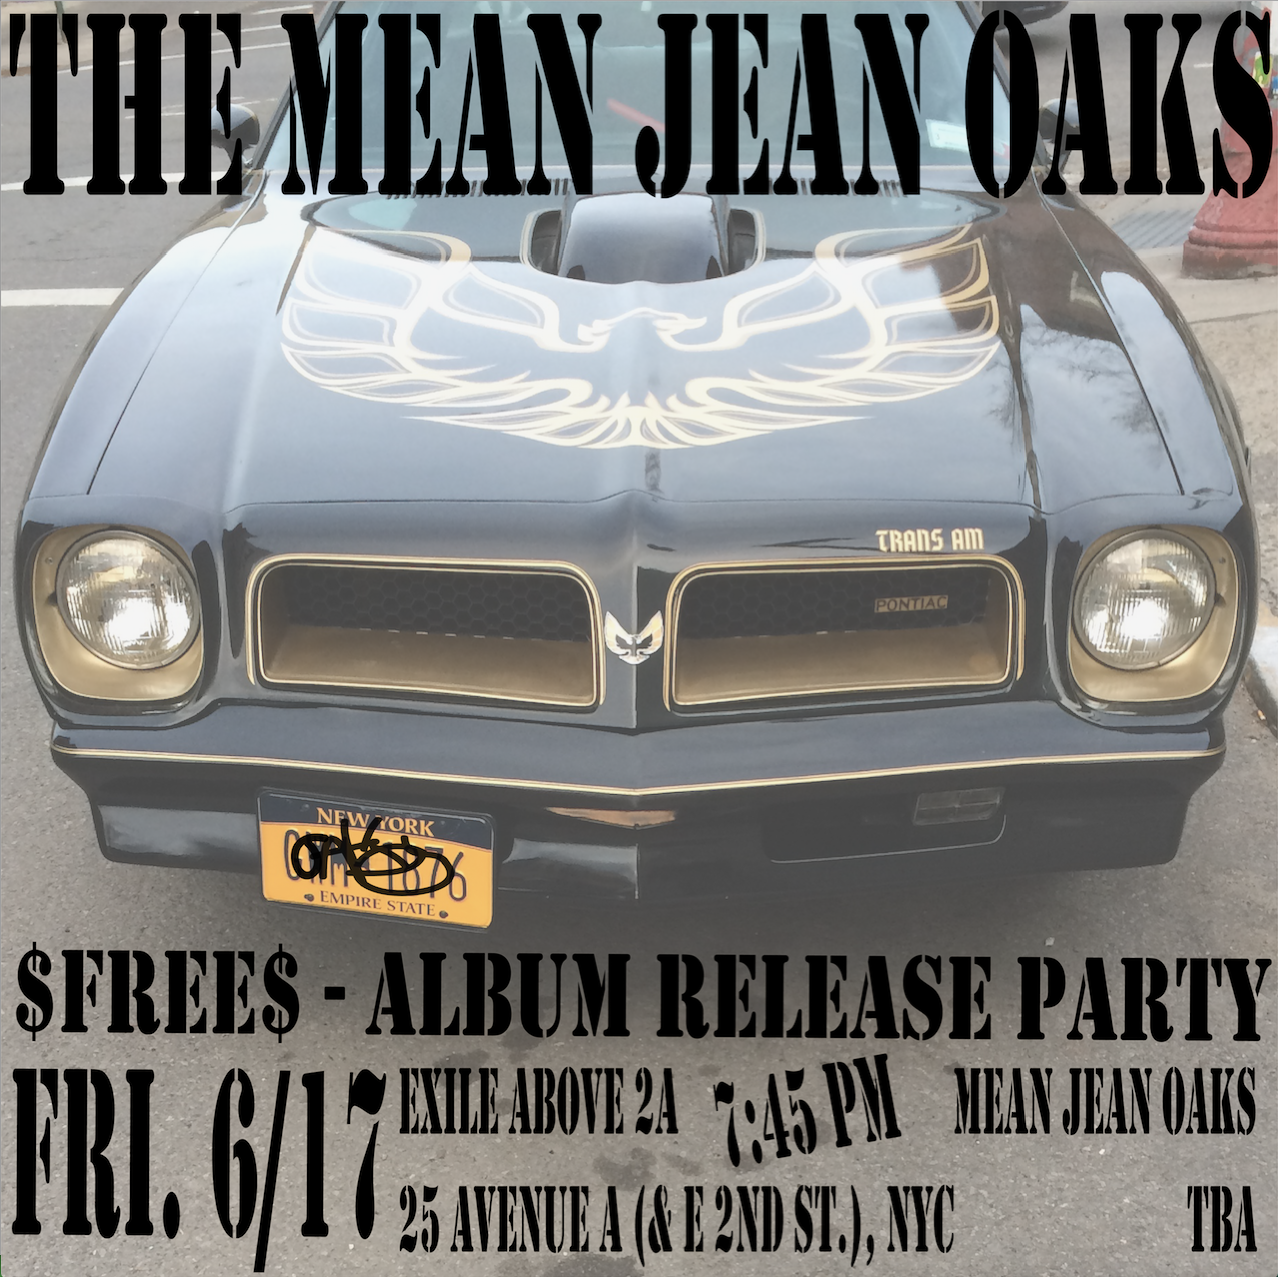 THE MEAN JEAN OAKS
TRANS AM
PONTIAC
NEW YORK
1876
EMPIRE STATE
$FREE$ - ALBUM RELEASE PARTY
FRI. 6/17
EXILE ABOVE 2A
7:45 PM
MEAN JEAN OAKS
25 AVENUE A (& E 2ND ST.), NYC
TBA